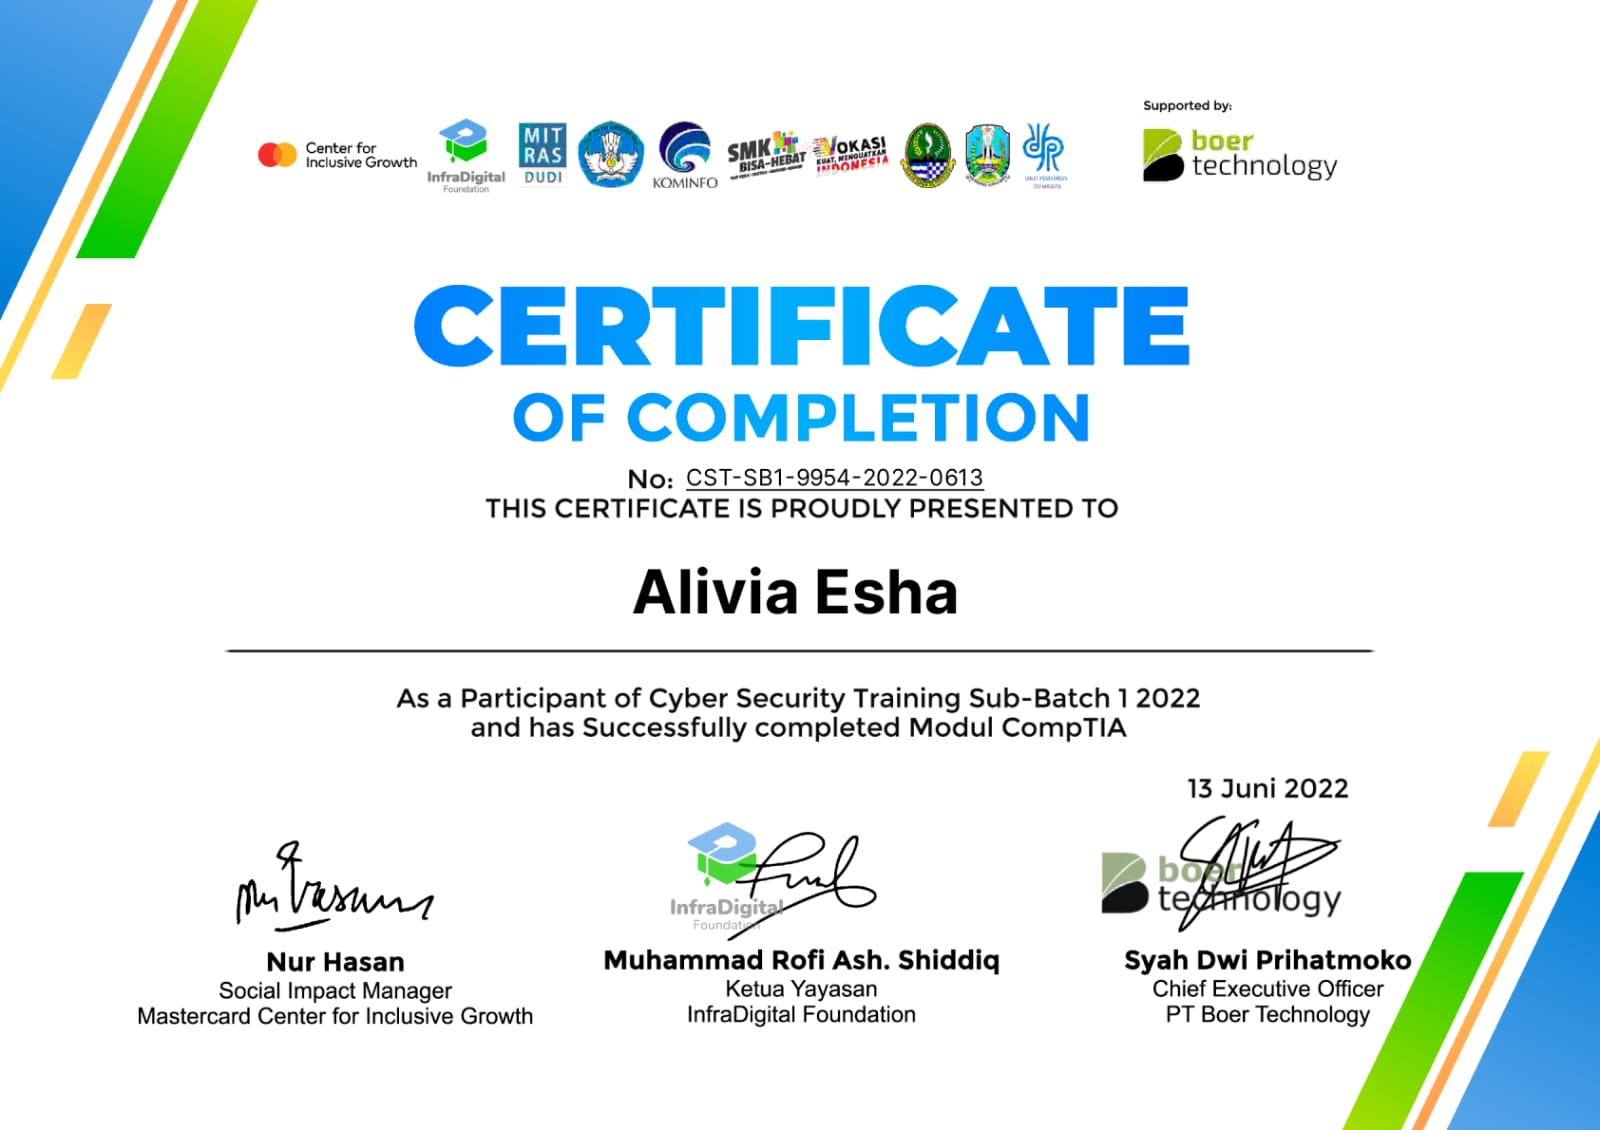 Supported by:
Center for
Inclusive Growth
InfraDigital
Foundation
MIT
RAS
DUDI
KOMINFO
SMK
BISA-HEBAT
VOKASI
KUAT, MENGUATKAN
INDONESIA
boer
technology
CERTIFICATE
OF COMPLETION
No: CST-SB1-9954-2022-0613
THIS CERTIFICATE IS PROUDLY PRESENTED TO
Alivia Esha
As a Participant of Cyber Security Training Sub-Batch 1 2022
and has Successfully completed Modul CompTIA
13 Juni 2022
InfraDigital
Foundation
boer
technology
Nur Hasan
Social Impact Manager
Mastercard Center for Inclusive Growth
Muhammad Rofi Ash. Shiddiq
Ketua Yayasan
InfraDigital Foundation
Syah Dwi Prihatmoko
Chief Executive Officer
PT Boer Technology